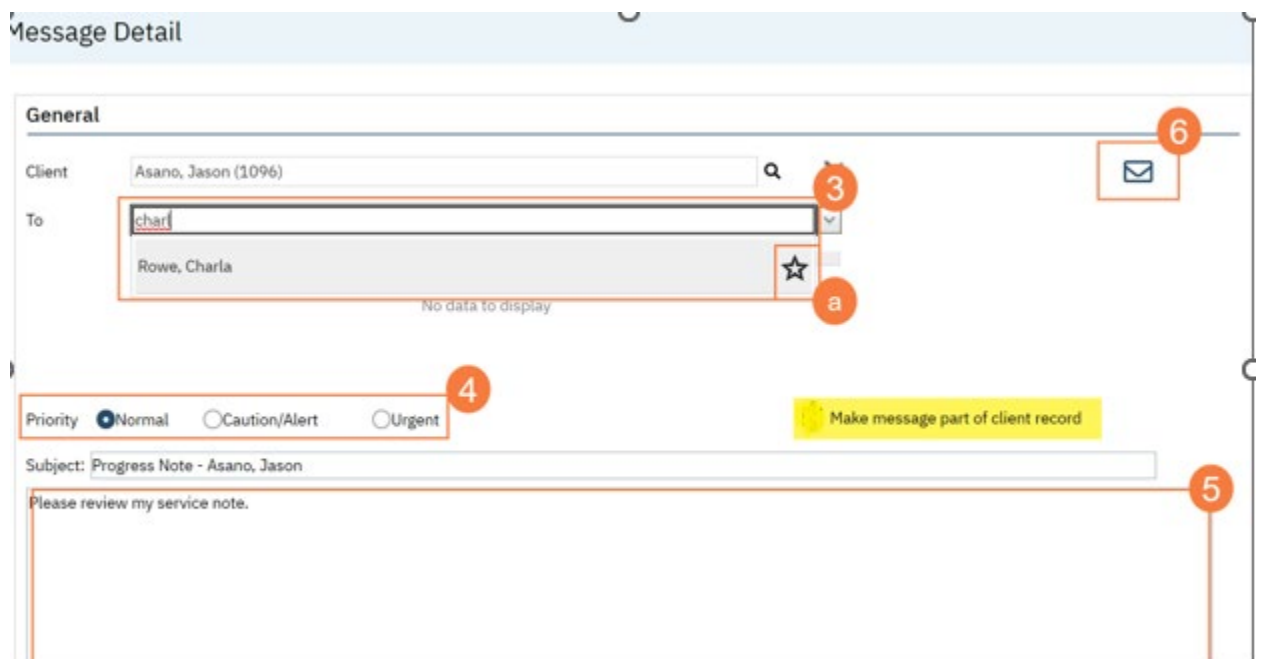 Message Detail
General
6
Client Asano, Jason (1096)
3
To charl
Rowe, Charla
a
No data to display
4
Priority Normal Caution/Alert Urgent Make message part of client record
Subject: Progress Note - Asano, Jason
5
Please review my service note.